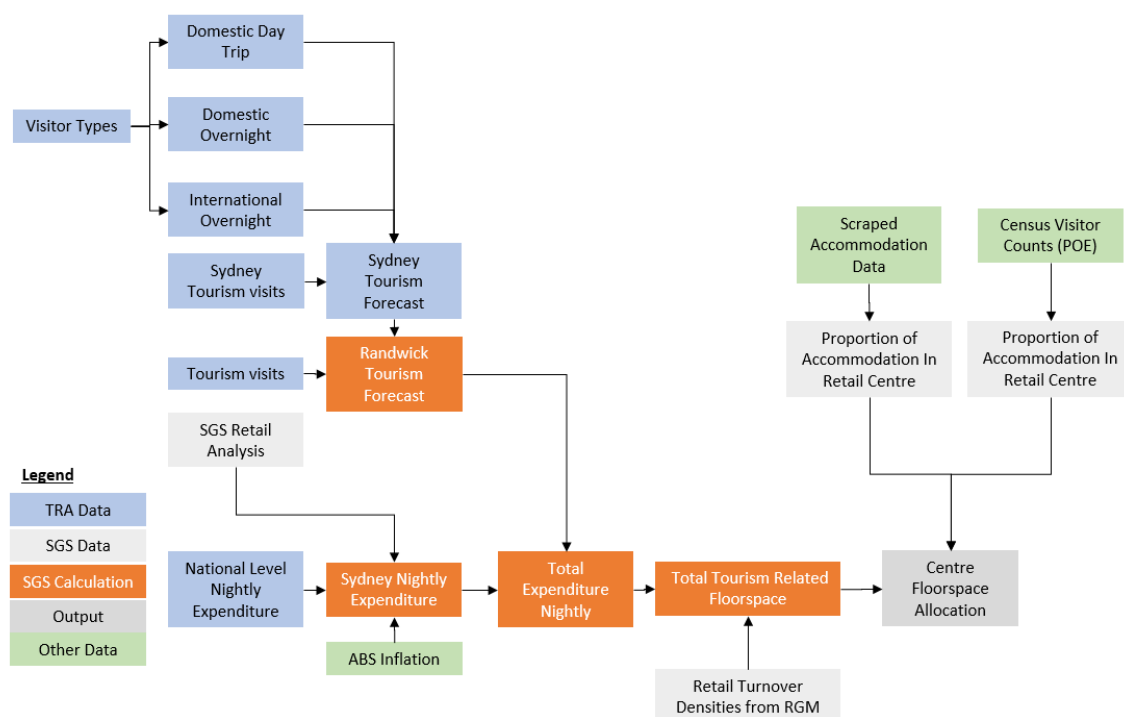 Domestic Day
Trip
Visitor Types
Domestic
Overnight
International
Overnight
Scraped
Accommodation
Data
Census Visitor
Counts (POE)
Sydney
Tourism visits
Sydney
Tourism
Forecast
Proportion of
Accommodation In
Retail Centre
Proportion of
Accommodation In
Retail Centre
Tourism visits
Randwick
Tourism
Forecast
SGS Retail
Analysis
Legend
TRA Data
SGS Data
SGS Calculation
Output
Other Data
National Level
Nightly
Expenditure
Sydney Nightly
Expenditure
Total
Expenditure
Nightly
Total Tourism Related
Floorspace
Centre
Floorspace
Allocation
ABS Inflation
Retail Turnover
Densities from RGM